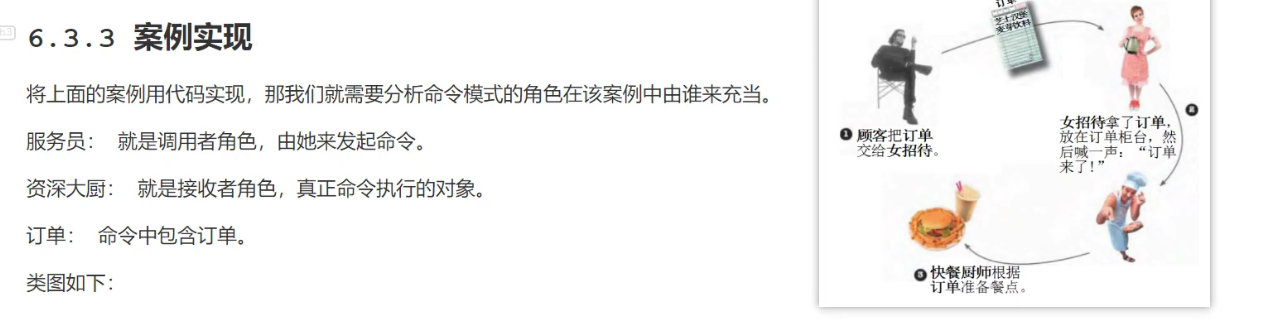 h3
6.3.3 案例实现
将上面的案例用代码实现，那我们就需要分析命令模式的角色在该案例中由谁来充当。
服务员： 就是调用者角色，由她来发起命令。
资深大厨： 就是接收者角色，真正命令执行的对象。
订单： 命令中包含订单。
类图如下：
订单
芝士汉堡
麦芽饮料
1 顾客把订单
交给女招待。
2
女招待拿了订单，
放在订单柜台，然
后喊一声：“订单
来了！”
3 快餐厨师根据
订单准备餐点。